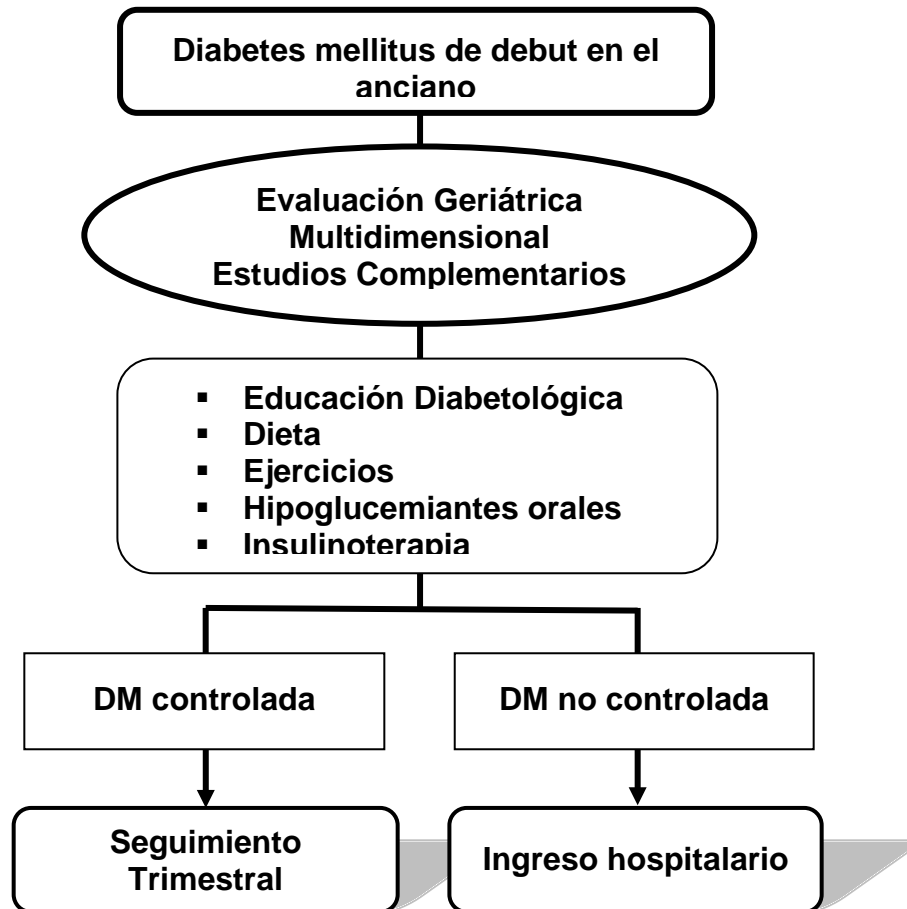 Diabetes mellitus de debut en el
anciano
Evaluación Geriátrica
Multidimensional
Estudios Complementarios
▪ Educación Diabetológica
▪ Dieta
▪ Ejercicios
▪ Hipoglucemiantes orales
▪ Insulinoterapia
DM controlada
DM no controlada
Seguimiento
Trimestral
Ingreso hospitalario